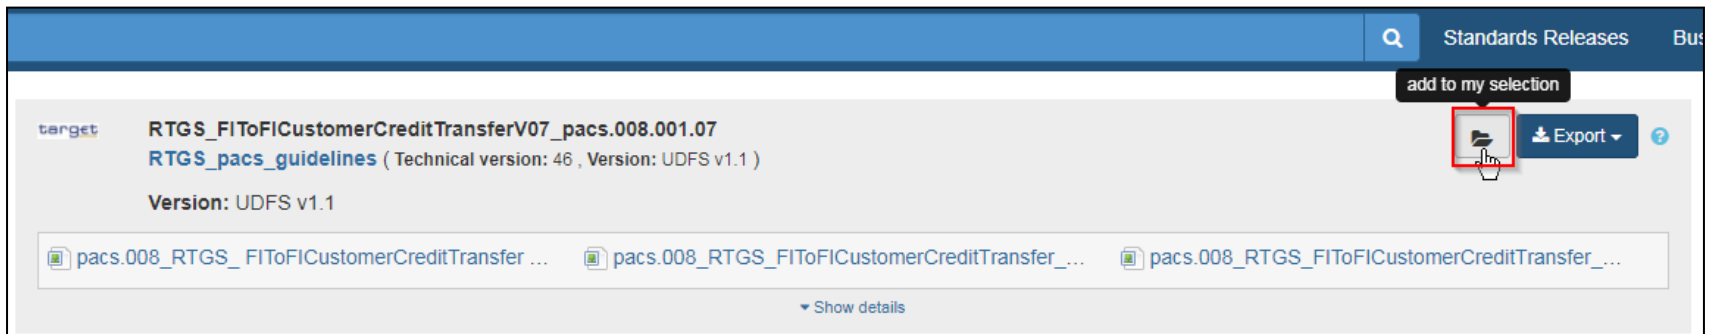 Standards Releases Bus
add to my selection
target RTGS_FIToFICustomerCreditTransferV07_pacs.008.001.07
Export
RTGS_pacs_guidelines ( Technical version: 46 , Version: UDFS v1.1 )
Version: UDFS v1.1
pacs.008_RTGS_ FIToFICustomerCreditTransfer ... pacs.008_RTGS_FIToFICustomerCreditTransfer_... pacs.008_RTGS_FIToFICustomerCreditTransfer_...
Show details